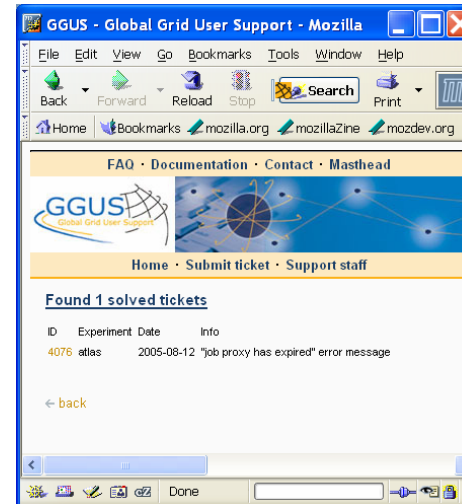 GGUS - Global Grid User Support - Mozilla
File Edit View Go Bookmarks Tools Window Help
Back Forward Reload Stop Search Print
Home Bookmarks mozilla.org mozillaZine mozdev.org
FAQ · Documentation · Contact · Masthead
GGUS
Global Grid User Support
Home · Submit ticket · Support staff
Found 1 solved tickets
ID Experiment Date Info
4076 atlas 2005-08-12 "job proxy has expired" error message
← back
Done